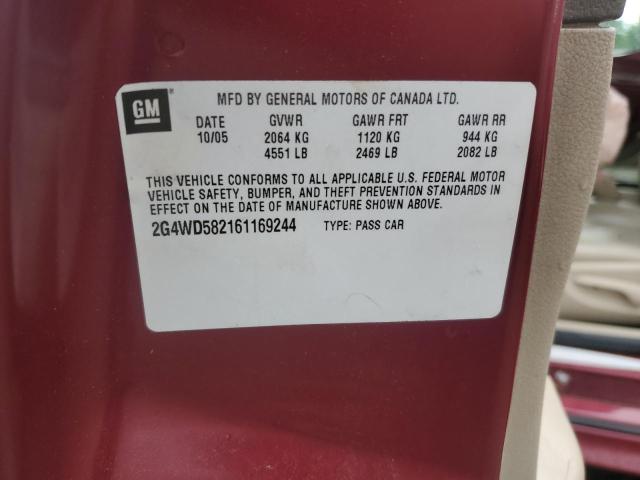 GM ®
MFD BY GENERAL MOTORS OF CANADA LTD.
DATE GVWR GAWR FRT GAWR RR
10/05 2064 KG 1120 KG 944 KG
4551 LB 2469 LB 2082 LB
THIS VEHICLE CONFORMS TO ALL APPLICABLE U.S. FEDERAL MOTOR
VEHICLE SAFETY, BUMPER, AND THEFT PREVENTION STANDARDS IN
EFFECT ON THE DATE OF MANUFACTURE SHOWN ABOVE.
2G4WD582161169244 TYPE: PASS CAR